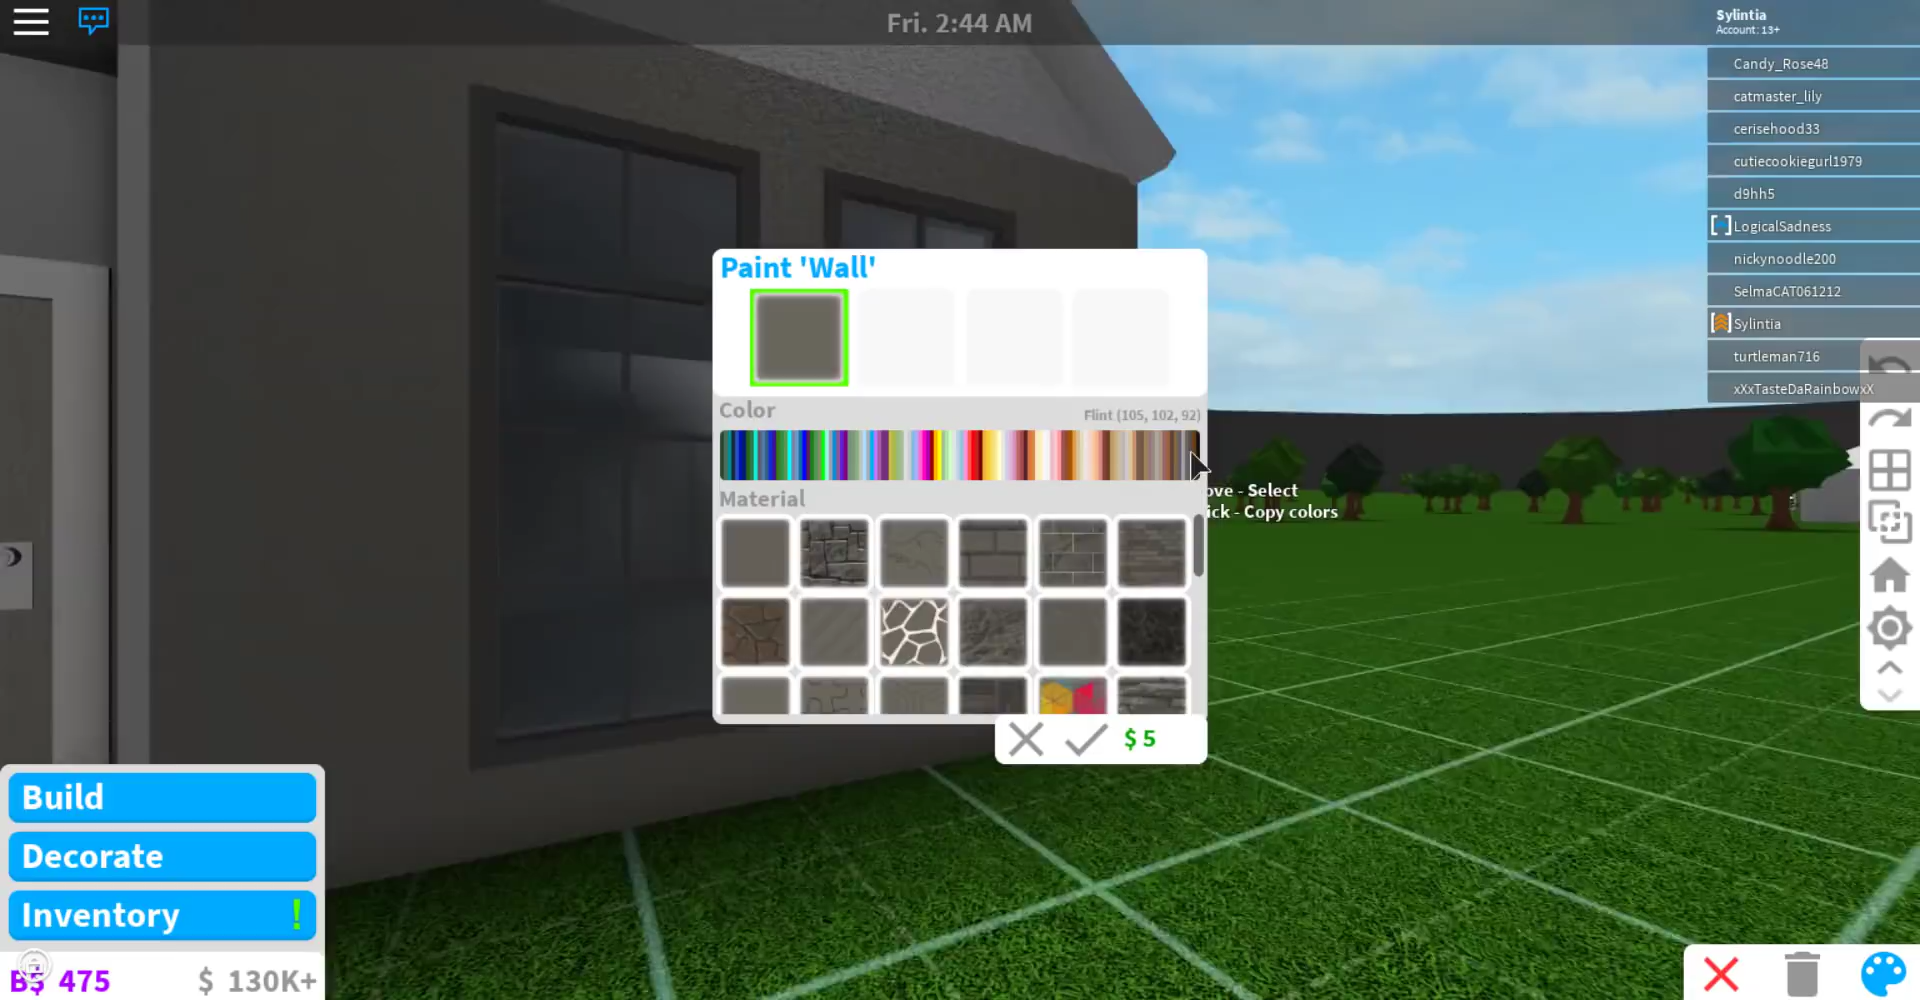 Fri. 2:44 AM
Sylintia
Account: 13+
Candy_Rose48
catmaster_lily
cerisehood33
cutiecookiegurl1979
d9hh5
LogicalSadness
nickynoodle200
SelmaCAT061212
Sylintia
turtleman716
xXxTasteDaRainbowxX
Paint 'Wall'
Color
Flint (105, 102, 92)
Material
ove - Select
ick - Copy colors
$ 5
Build
Decorate
Inventory !
B$ 475
$ 130K+